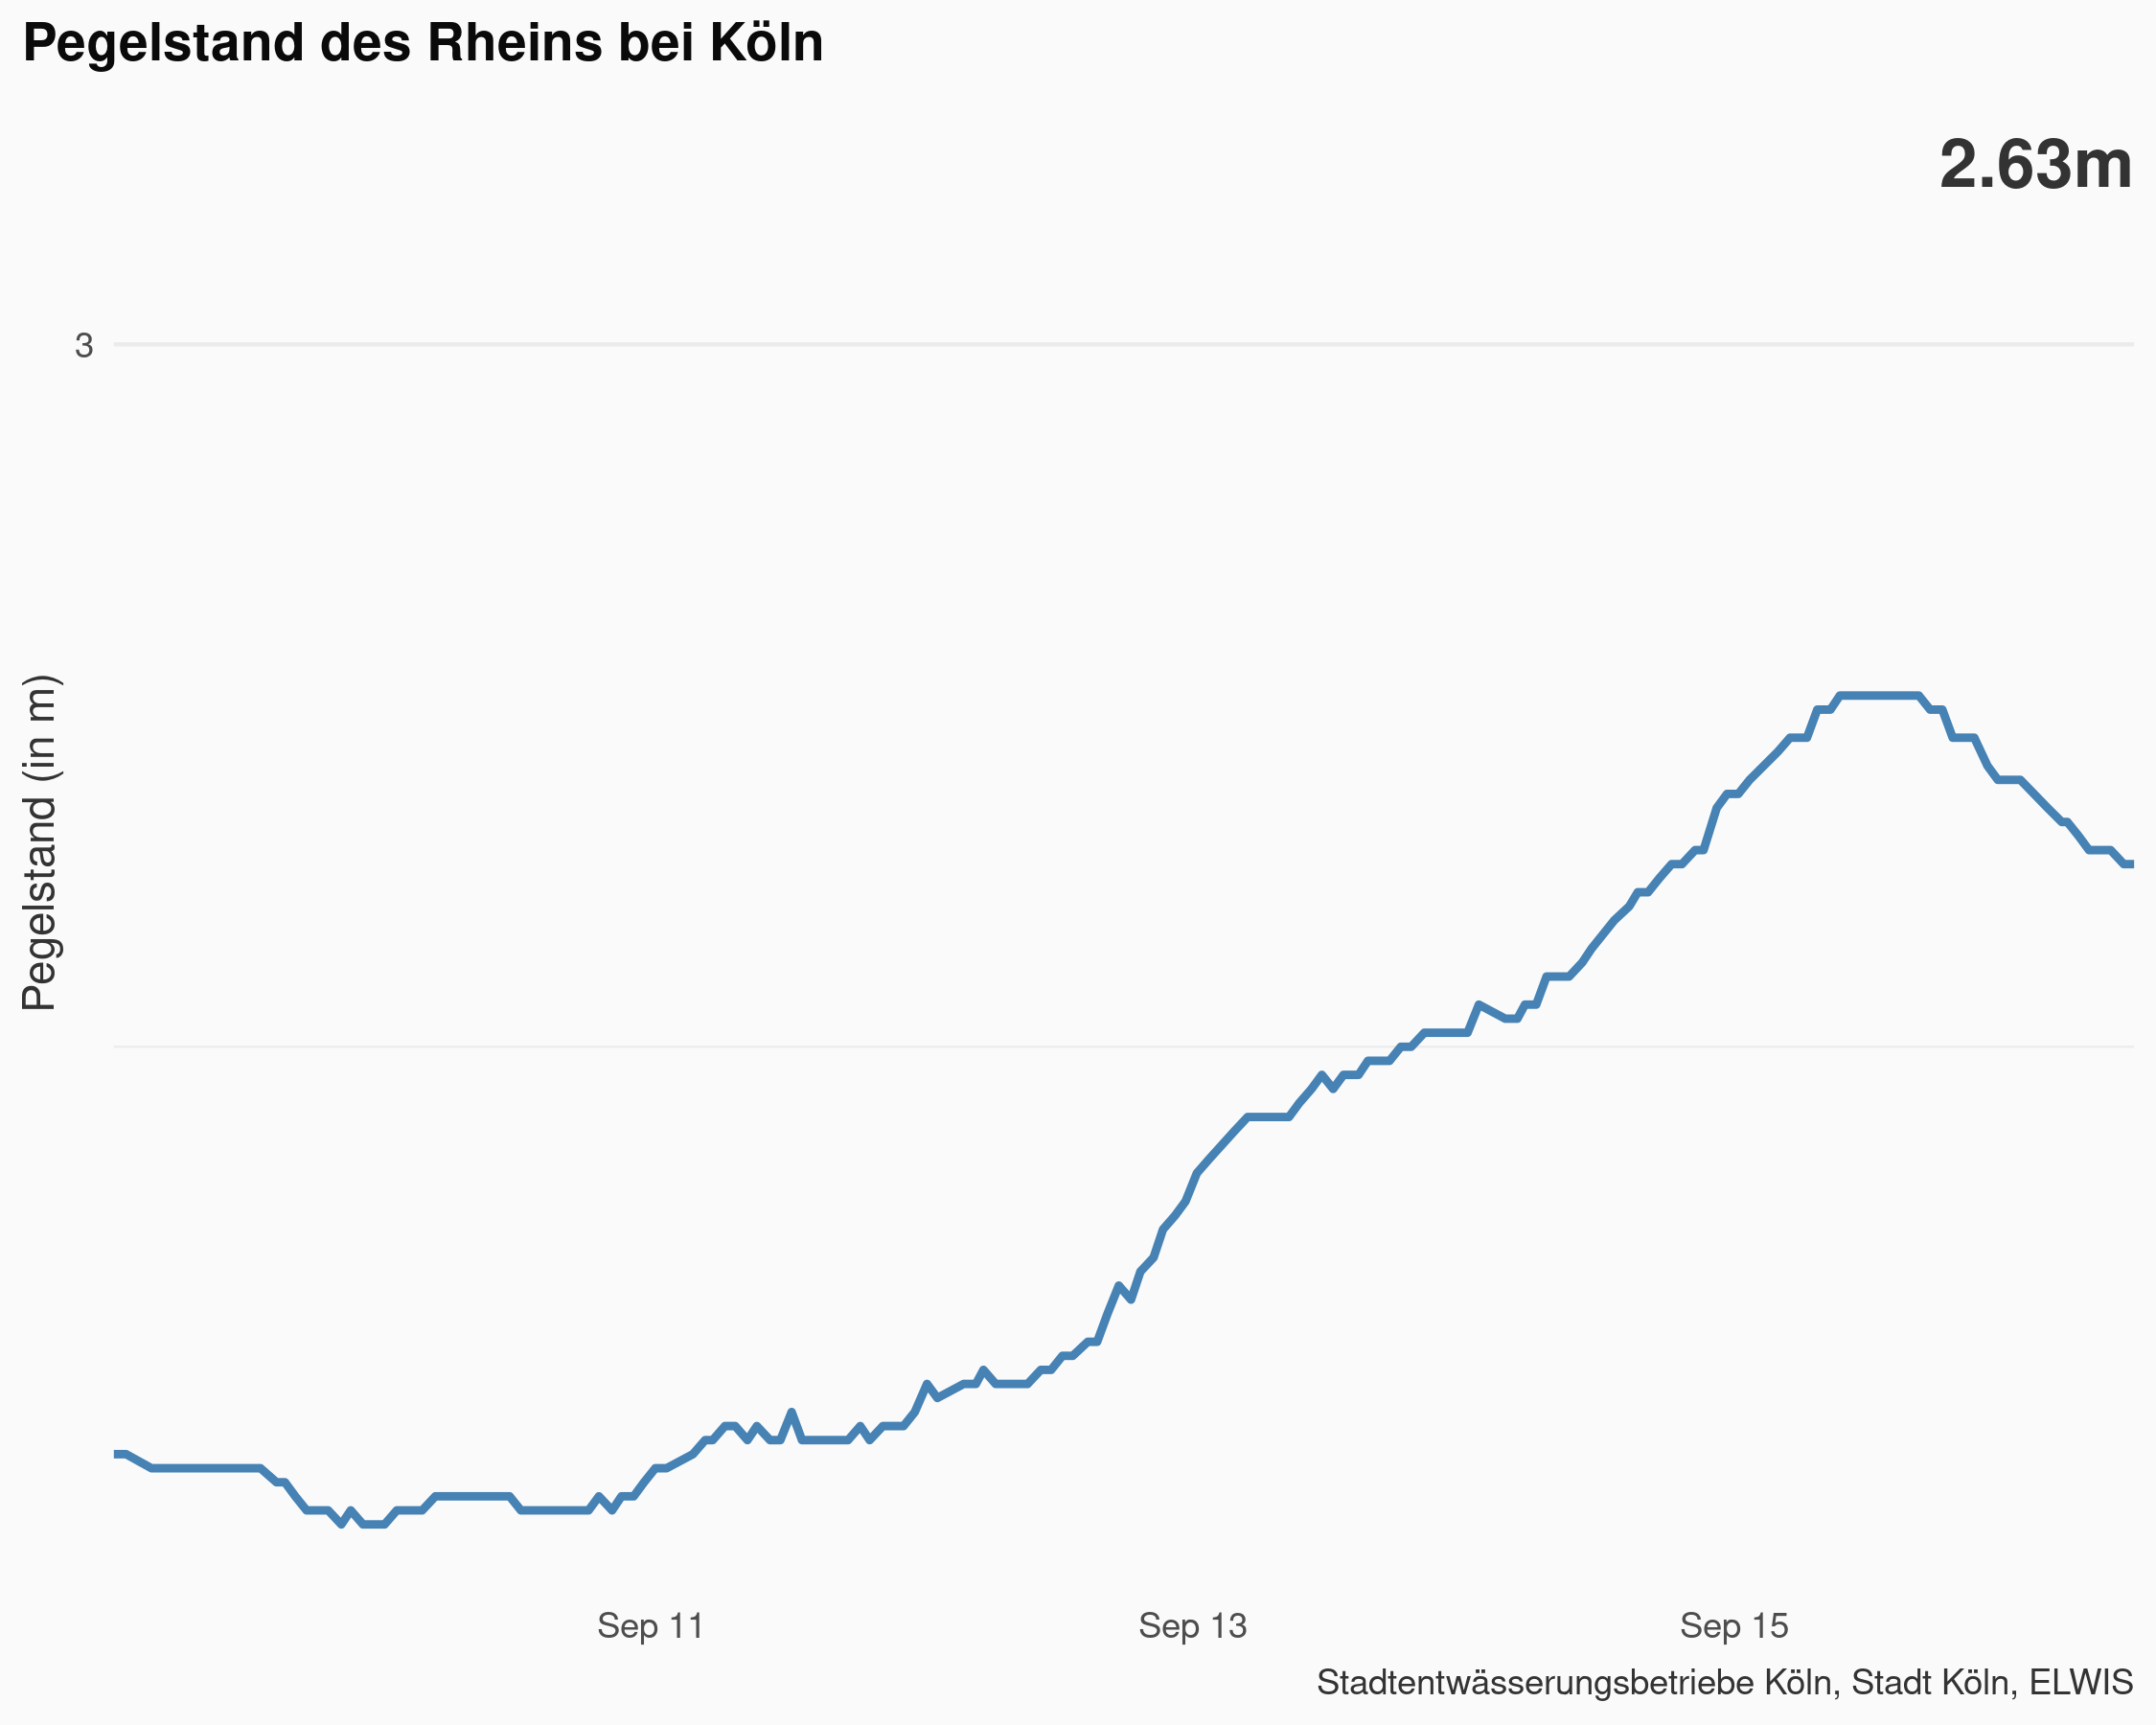 Pegelstand des Rheins bei Köln
2.63m
3
Pegelstand (in m)
Sep 11
Sep 13
Sep 15
Stadtentwässerungsbetriebe Köln, Stadt Köln, ELWIS